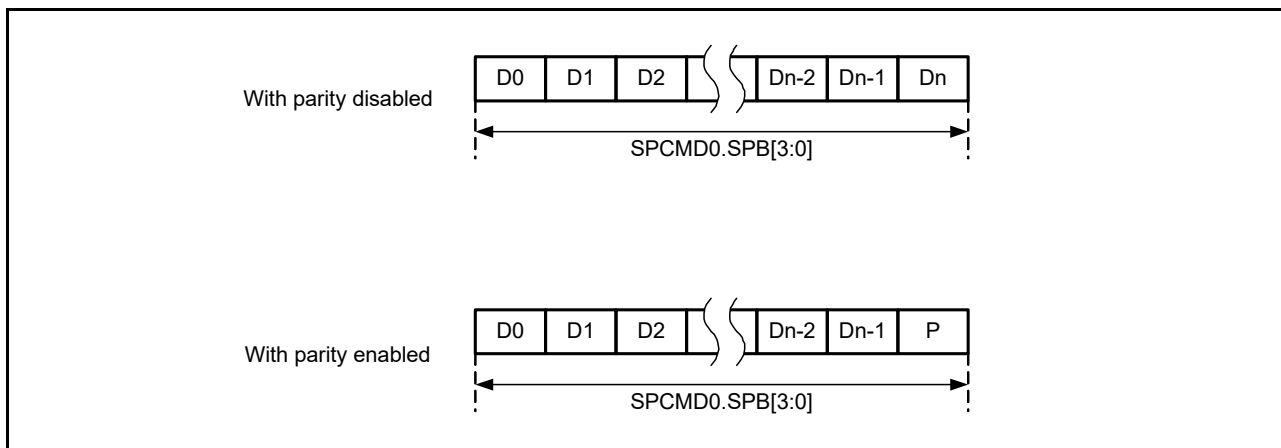 D0 D1 D2 Dn-2 Dn-1 Dn
With parity disabled
SPCMD0.SPB[3:0]
D0 D1 D2 Dn-2 Dn-1 P
With parity enabled
SPCMD0.SPB[3:0]